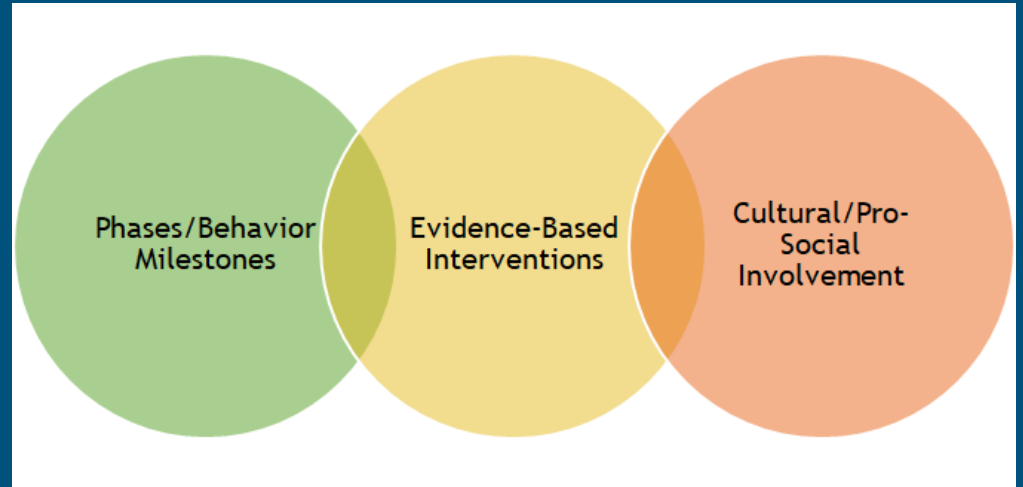 Phases/Behavior
Milestones
Evidence-Based
Interventions
Cultural/Pro-
Social
Involvement